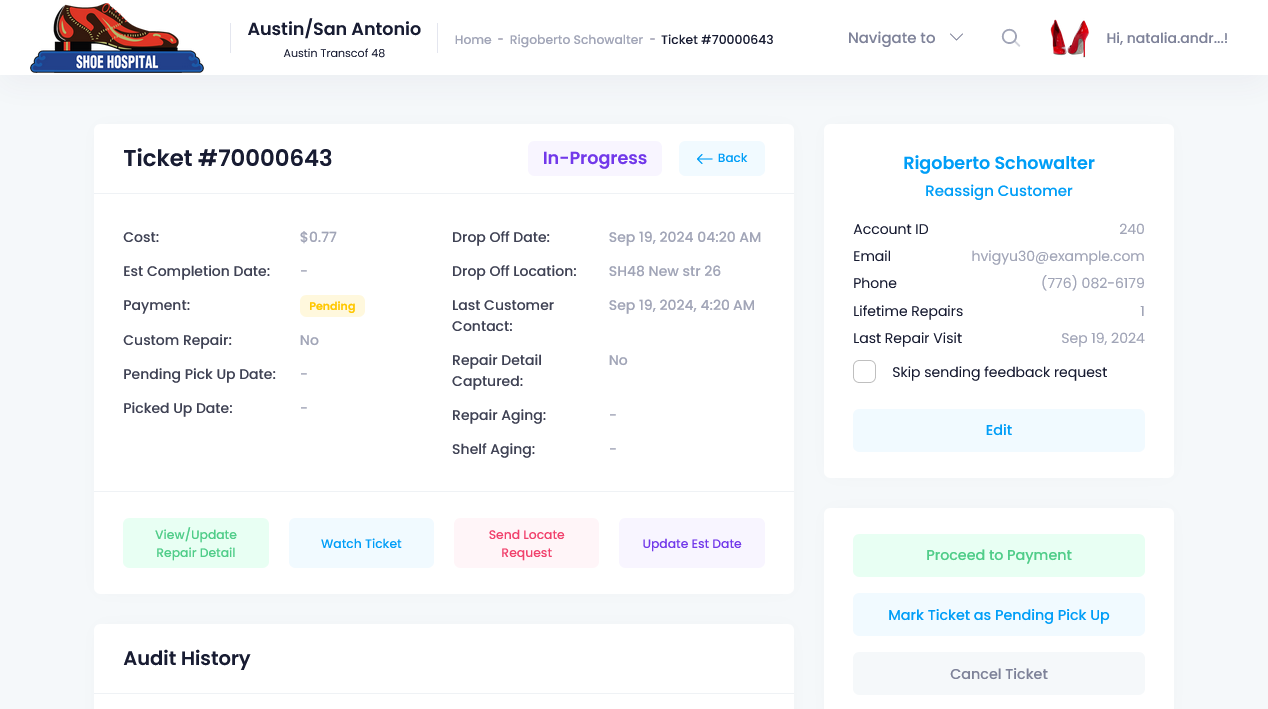 SHOE HOSPITAL
Austin/San Antonio
Austin Transcof 48
Home - Rigoberto Schowalter - Ticket #70000643
Navigate to
Hi, natalia.andr...!
Ticket #70000643
In-Progress
← Back
Cost: $0.77
Est Completion Date: -
Payment: Pending
Custom Repair: No
Pending Pick Up Date: -
Picked Up Date: -
Drop Off Date: Sep 19, 2024 04:20 AM
Drop Off Location: SH48 New str 26
Last Customer Sep 19, 2024, 4:20 AM
Contact:
Repair Detail No
Captured:
Repair Aging: -
Shelf Aging: -
View/Update
Repair Detail
Watch Ticket
Send Locate
Request
Update Est Date
Audit History
Rigoberto Schowalter
Reassign Customer
Account ID 240
Email hvigyu30@example.com
Phone (776) 082-6179
Lifetime Repairs 1
Last Repair Visit Sep 19, 2024
Skip sending feedback request
Edit
Proceed to Payment
Mark Ticket as Pending Pick Up
Cancel Ticket